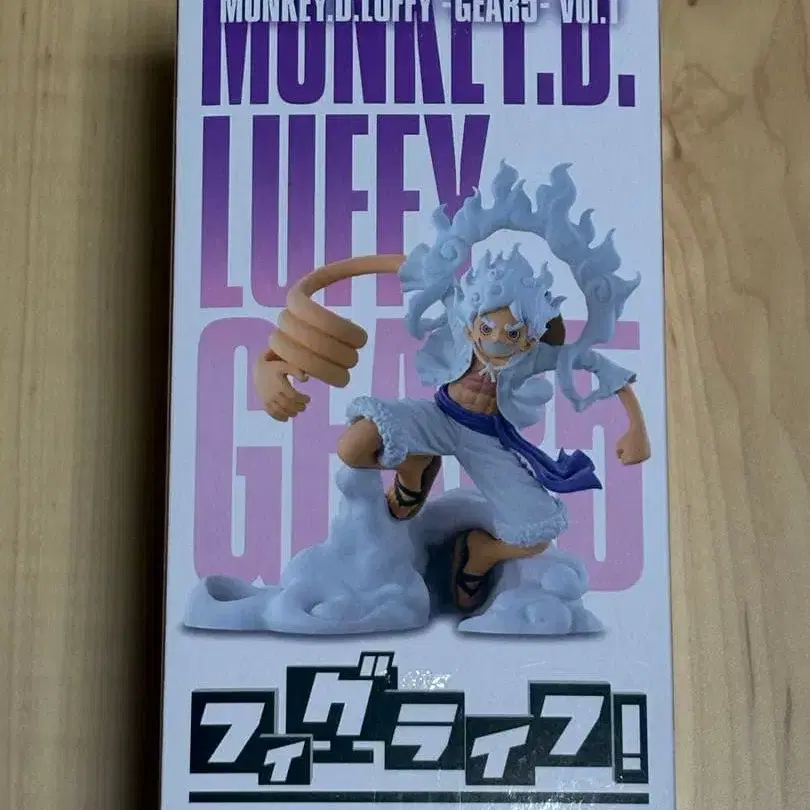 MONKEY.D.LUFFY -GEAR5- Vol.1
MONKEY.D.
LUFFY
GEAR5
フィグライフ!